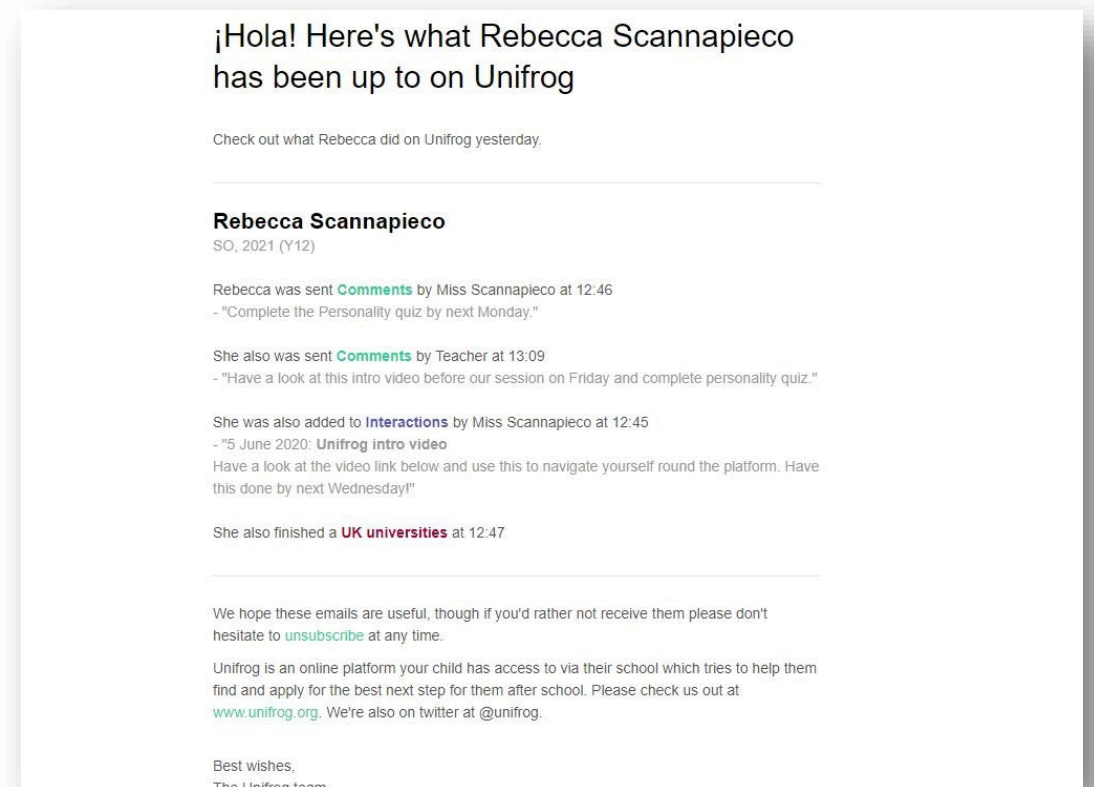 ¡Hola! Here's what Rebecca Scannapieco
has been up to on Unifrog
Check out what Rebecca did on Unifrog yesterday.
Rebecca Scannapieco
SO, 2021 (Y12)
Rebecca was sent Comments by Miss Scannapieco at 12:46
- "Complete the Personality quiz by next Monday."
She also was sent Comments by Teacher at 13:09
- "Have a look at this intro video before our session on Friday and complete personality quiz."
She was also added to Interactions by Miss Scannapieco at 12:45
- "5 June 2020: Unifrog intro video
Have a look at the video link below and use this to navigate yourself round the platform. Have
this done by next Wednesday!"
She also finished a UK universities at 12:47
We hope these emails are useful, though if you'd rather not receive them please don't
hesitate to unsubscribe at any time.
Unifrog is an online platform your child has access to via their school which tries to help them
find and apply for the best next step for them after school. Please check us out at
www.unifrog.org. We're also on twitter at @unifrog.
Best wishes,
The Unifrog team